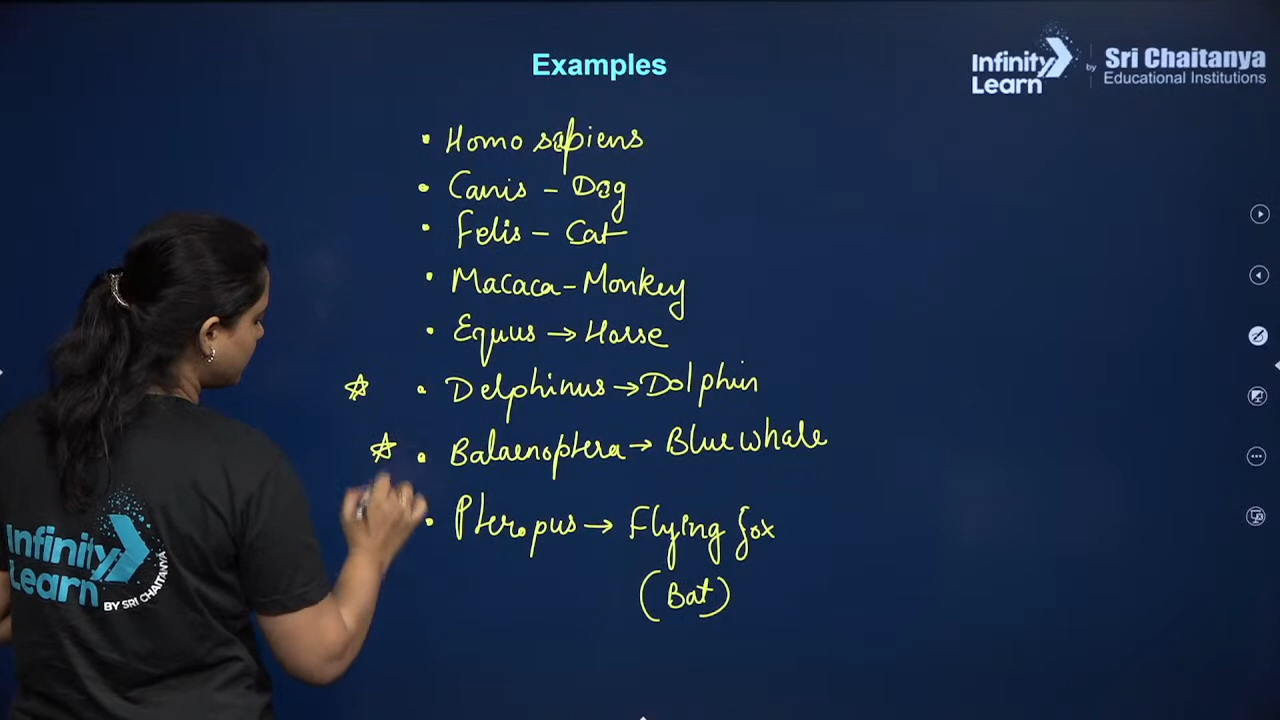 Examples
Infinity Learn by Sri Chaitanya Educational Institutions
• Homo sapiens
• Canis – Dog
• Felis – Cat
• Macaca – Monkey
• Equus → Horse
☆ • Delphinus → Dolphin
☆ • Balaenoptera → Blue whale
• Pteropus → Flying fox
(Bat)
Infinity
Learn
BY SRI CHAITANYA